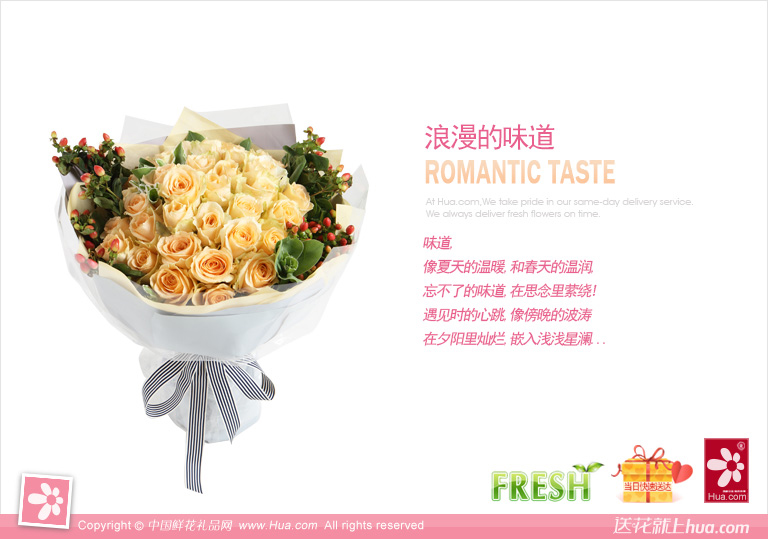 浪漫的味道
ROMANTIC TASTE
At Hua.com,We take pride in our same-day delivery service.
We always deliver fresh flowers on time.
味道,
像夏天的温暖, 和春天的温润,
忘不了的味道, 在思念里萦绕!
遇见时的心跳, 像傍晚的波涛
在夕阳里灿烂, 嵌入浅浅星澜. . .
FRESH
当日快速送达
Hua.com
Copyright © 中国鲜花礼品网 www.Hua.com All rights reserved
送花就上hua.com